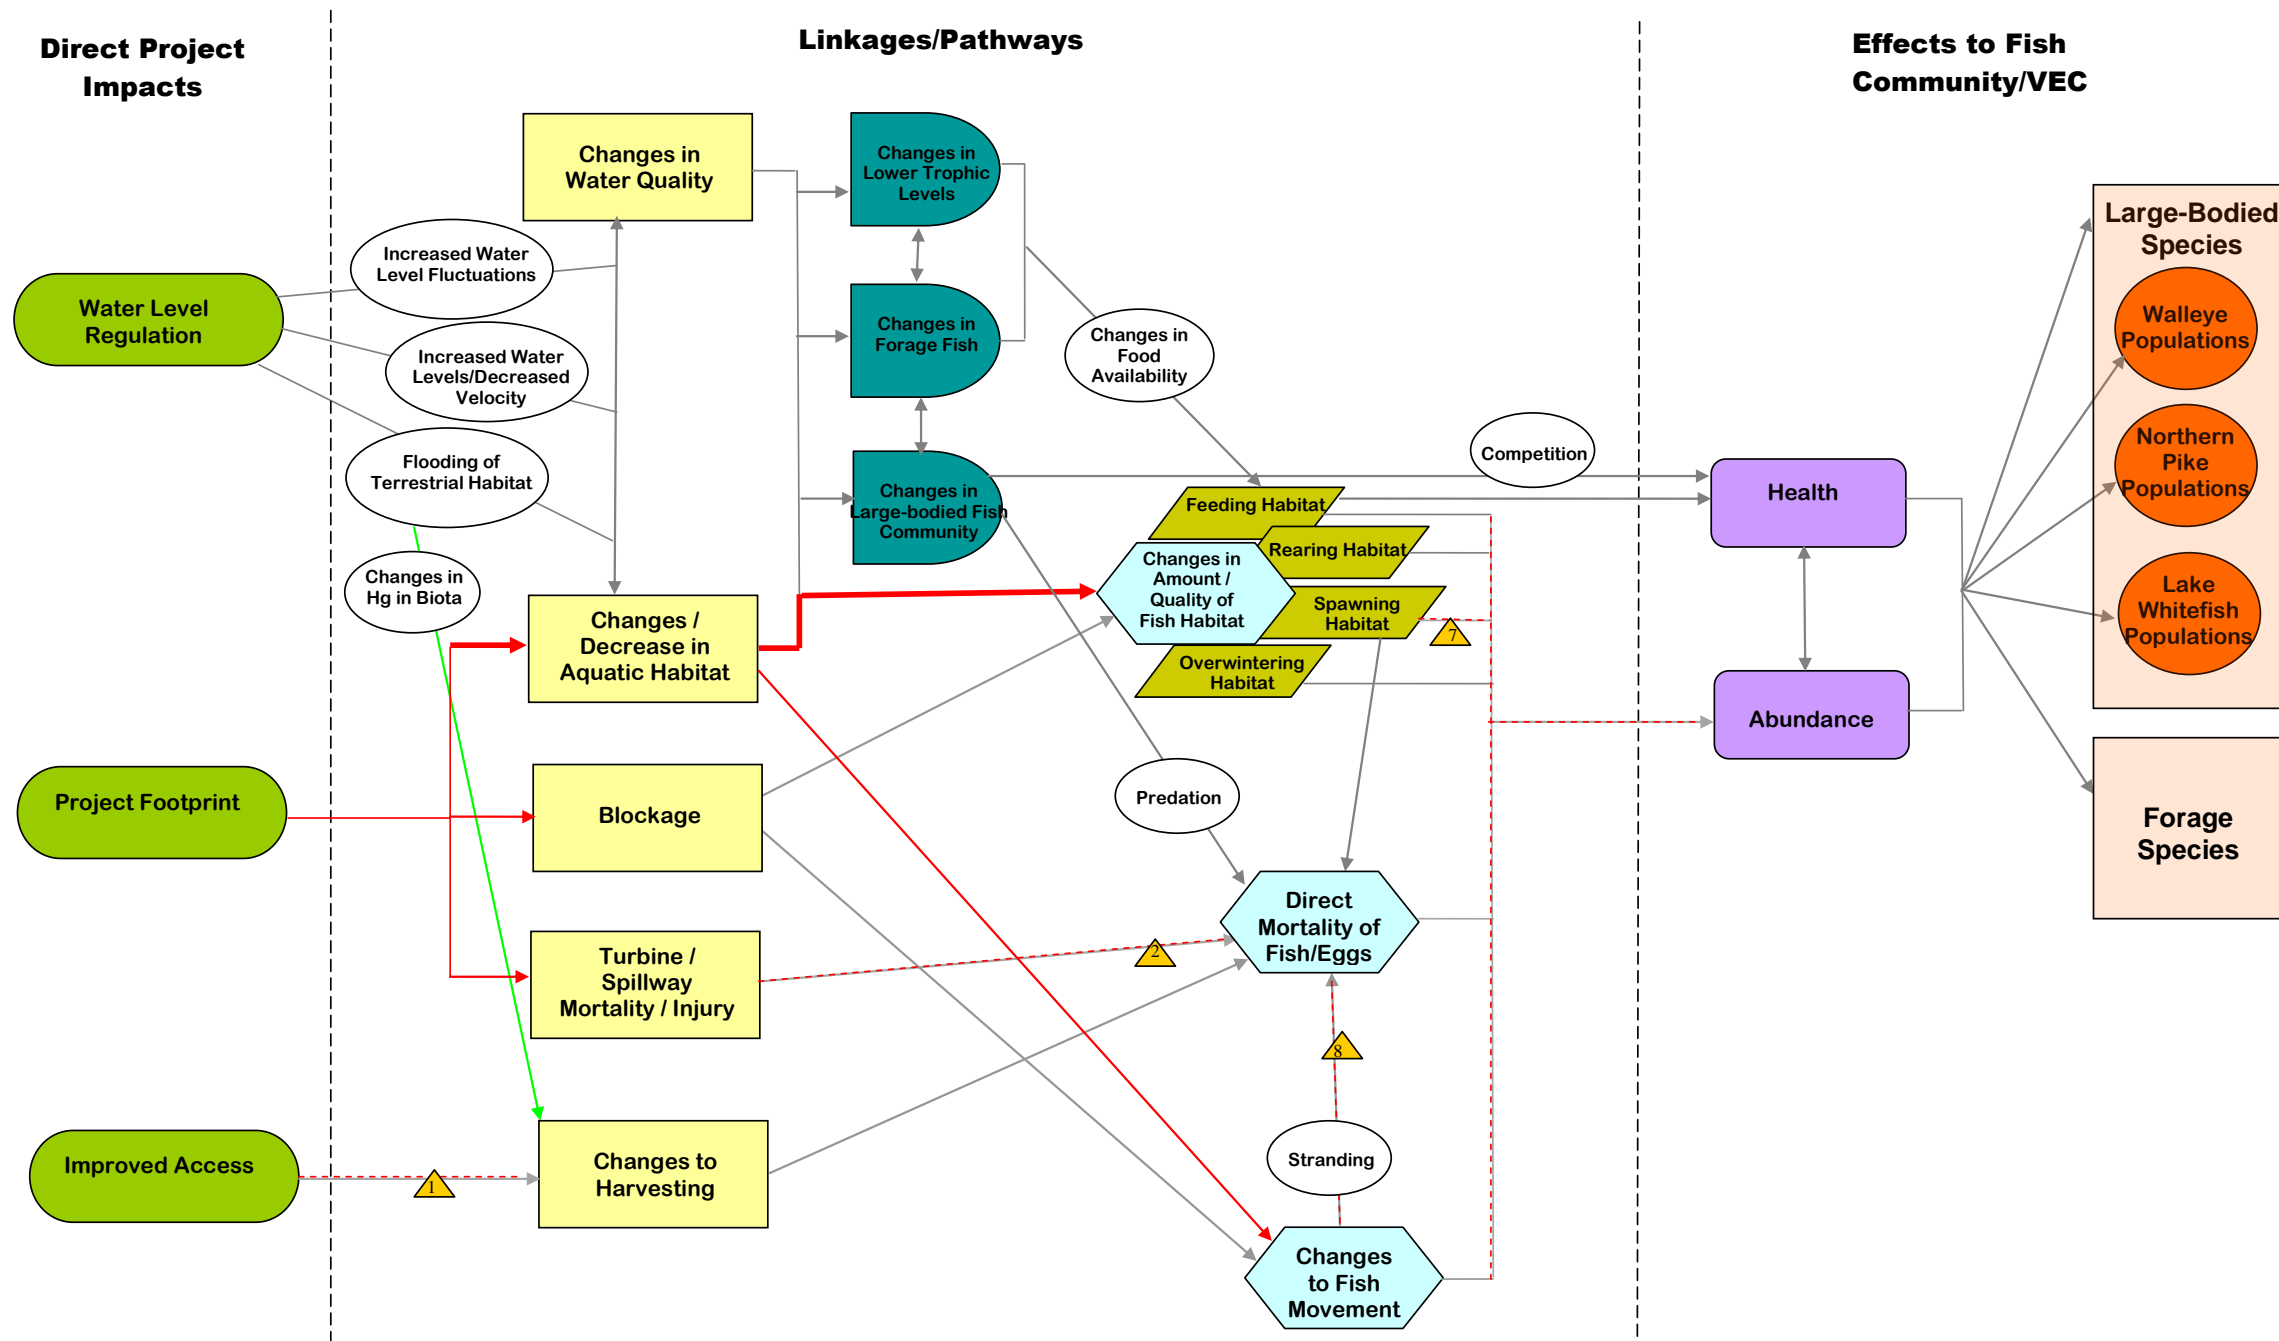 Direct Project
Impacts
Linkages/Pathways
Effects to Fish
Community/VEC
Water Level
Regulation
Project Footprint
Improved Access
Increased Water
Level Fluctuations
Increased Water
Levels/Decreased
Velocity
Flooding of
Terrestrial Habitat
Changes in
Hg in Biota
Changes in
Water Quality
Changes /
Decrease in
Aquatic Habitat
Blockage
Turbine /
Spillway
Mortality / Injury
Changes to
Harvesting
1
Changes in
Lower Trophic
Levels
Changes in
Forage Fish
Changes in
Large-bodied Fish
Community
Changes in
Food
Availability
Competition
Feeding Habitat
Rearing Habitat
Changes in
Amount /
Quality of
Fish Habitat
Spawning
Habitat
7
Overwintering
Habitat
Predation
Direct
Mortality of
Fish/Eggs
2
8
Stranding
Changes
to Fish
Movement
Health
Abundance
Large-Bodied
Species
Walleye
Populations
Northern
Pike
Populations
Lake
Whitefish
Populations
Forage
Species